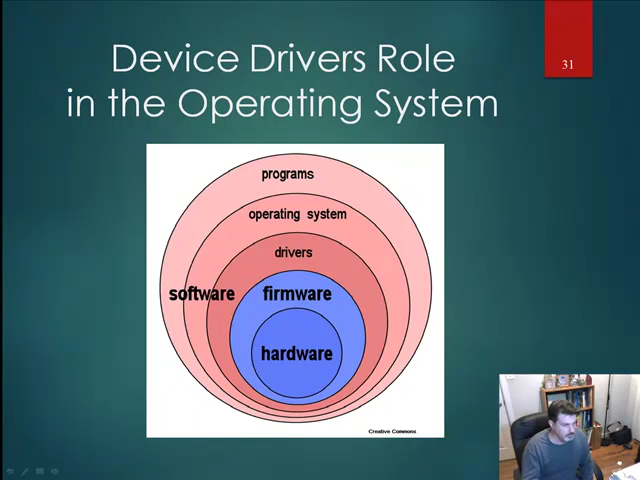 Device Drivers Role
in the Operating System
31
programs
operating system
drivers
software
firmware
hardware
Creative Commons